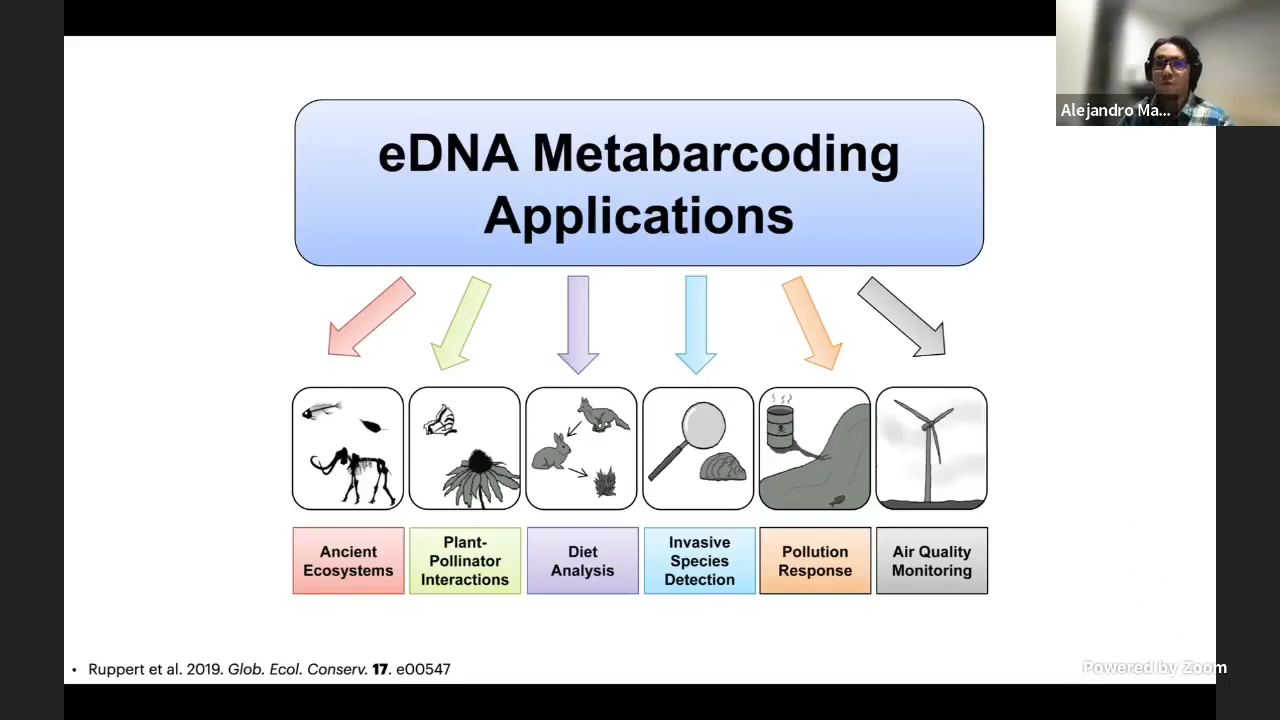 Alejandro Ma...
eDNA Metabarcoding
Applications
Ancient
Ecosystems
Plant-
Pollinator
Interactions
Diet
Analysis
Invasive
Species
Detection
Pollution
Response
Air Quality
Monitoring
• Ruppert et al. 2019. Glob. Ecol. Conserv. 17. e00547
Powered by Zoom